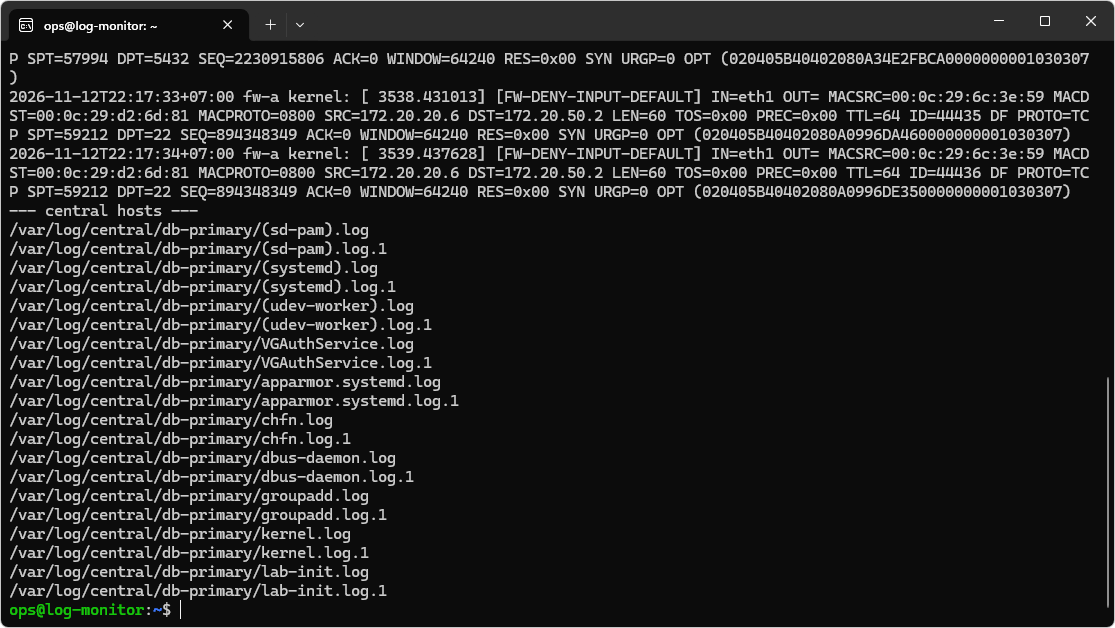 ops@log-monitor: ~
P SPT=57994 DPT=5432 SEQ=2230915806 ACK=0 WINDOW=64240 RES=0x00 SYN URGP=0 OPT (020405B40402080A34E2FBCA0000000001030307
)
2026-11-12T22:17:33+07:00 fw-a kernel: [ 3538.431013] [FW-DENY-INPUT-DEFAULT] IN=eth1 OUT= MACSRC=00:0c:29:6c:3e:59 MACD
ST=00:0c:29:d2:6d:81 MACPROTO=0800 SRC=172.20.20.6 DST=172.20.50.2 LEN=60 TOS=0x00 PREC=0x00 TTL=64 ID=44435 DF PROTO=TC
P SPT=59212 DPT=22 SEQ=894348349 ACK=0 WINDOW=64240 RES=0x00 SYN URGP=0 OPT (020405B40402080A0996DA460000000001030307)
2026-11-12T22:17:34+07:00 fw-a kernel: [ 3539.437628] [FW-DENY-INPUT-DEFAULT] IN=eth1 OUT= MACSRC=00:0c:29:6c:3e:59 MACD
ST=00:0c:29:d2:6d:81 MACPROTO=0800 SRC=172.20.20.6 DST=172.20.50.2 LEN=60 TOS=0x00 PREC=0x00 TTL=64 ID=44436 DF PROTO=TC
P SPT=59212 DPT=22 SEQ=894348349 ACK=0 WINDOW=64240 RES=0x00 SYN URGP=0 OPT (020405B40402080A0996DE350000000001030307)
--- central hosts ---
/var/log/central/db-primary/(sd-pam).log
/var/log/central/db-primary/(sd-pam).log.1
/var/log/central/db-primary/(systemd).log
/var/log/central/db-primary/(systemd).log.1
/var/log/central/db-primary/(udev-worker).log
/var/log/central/db-primary/(udev-worker).log.1
/var/log/central/db-primary/VGAuthService.log
/var/log/central/db-primary/VGAuthService.log.1
/var/log/central/db-primary/apparmor.systemd.log
/var/log/central/db-primary/apparmor.systemd.log.1
/var/log/central/db-primary/chfn.log
/var/log/central/db-primary/chfn.log.1
/var/log/central/db-primary/dbus-daemon.log
/var/log/central/db-primary/dbus-daemon.log.1
/var/log/central/db-primary/groupadd.log
/var/log/central/db-primary/groupadd.log.1
/var/log/central/db-primary/kernel.log
/var/log/central/db-primary/kernel.log.1
/var/log/central/db-primary/lab-init.log
/var/log/central/db-primary/lab-init.log.1
ops@log-monitor:~$